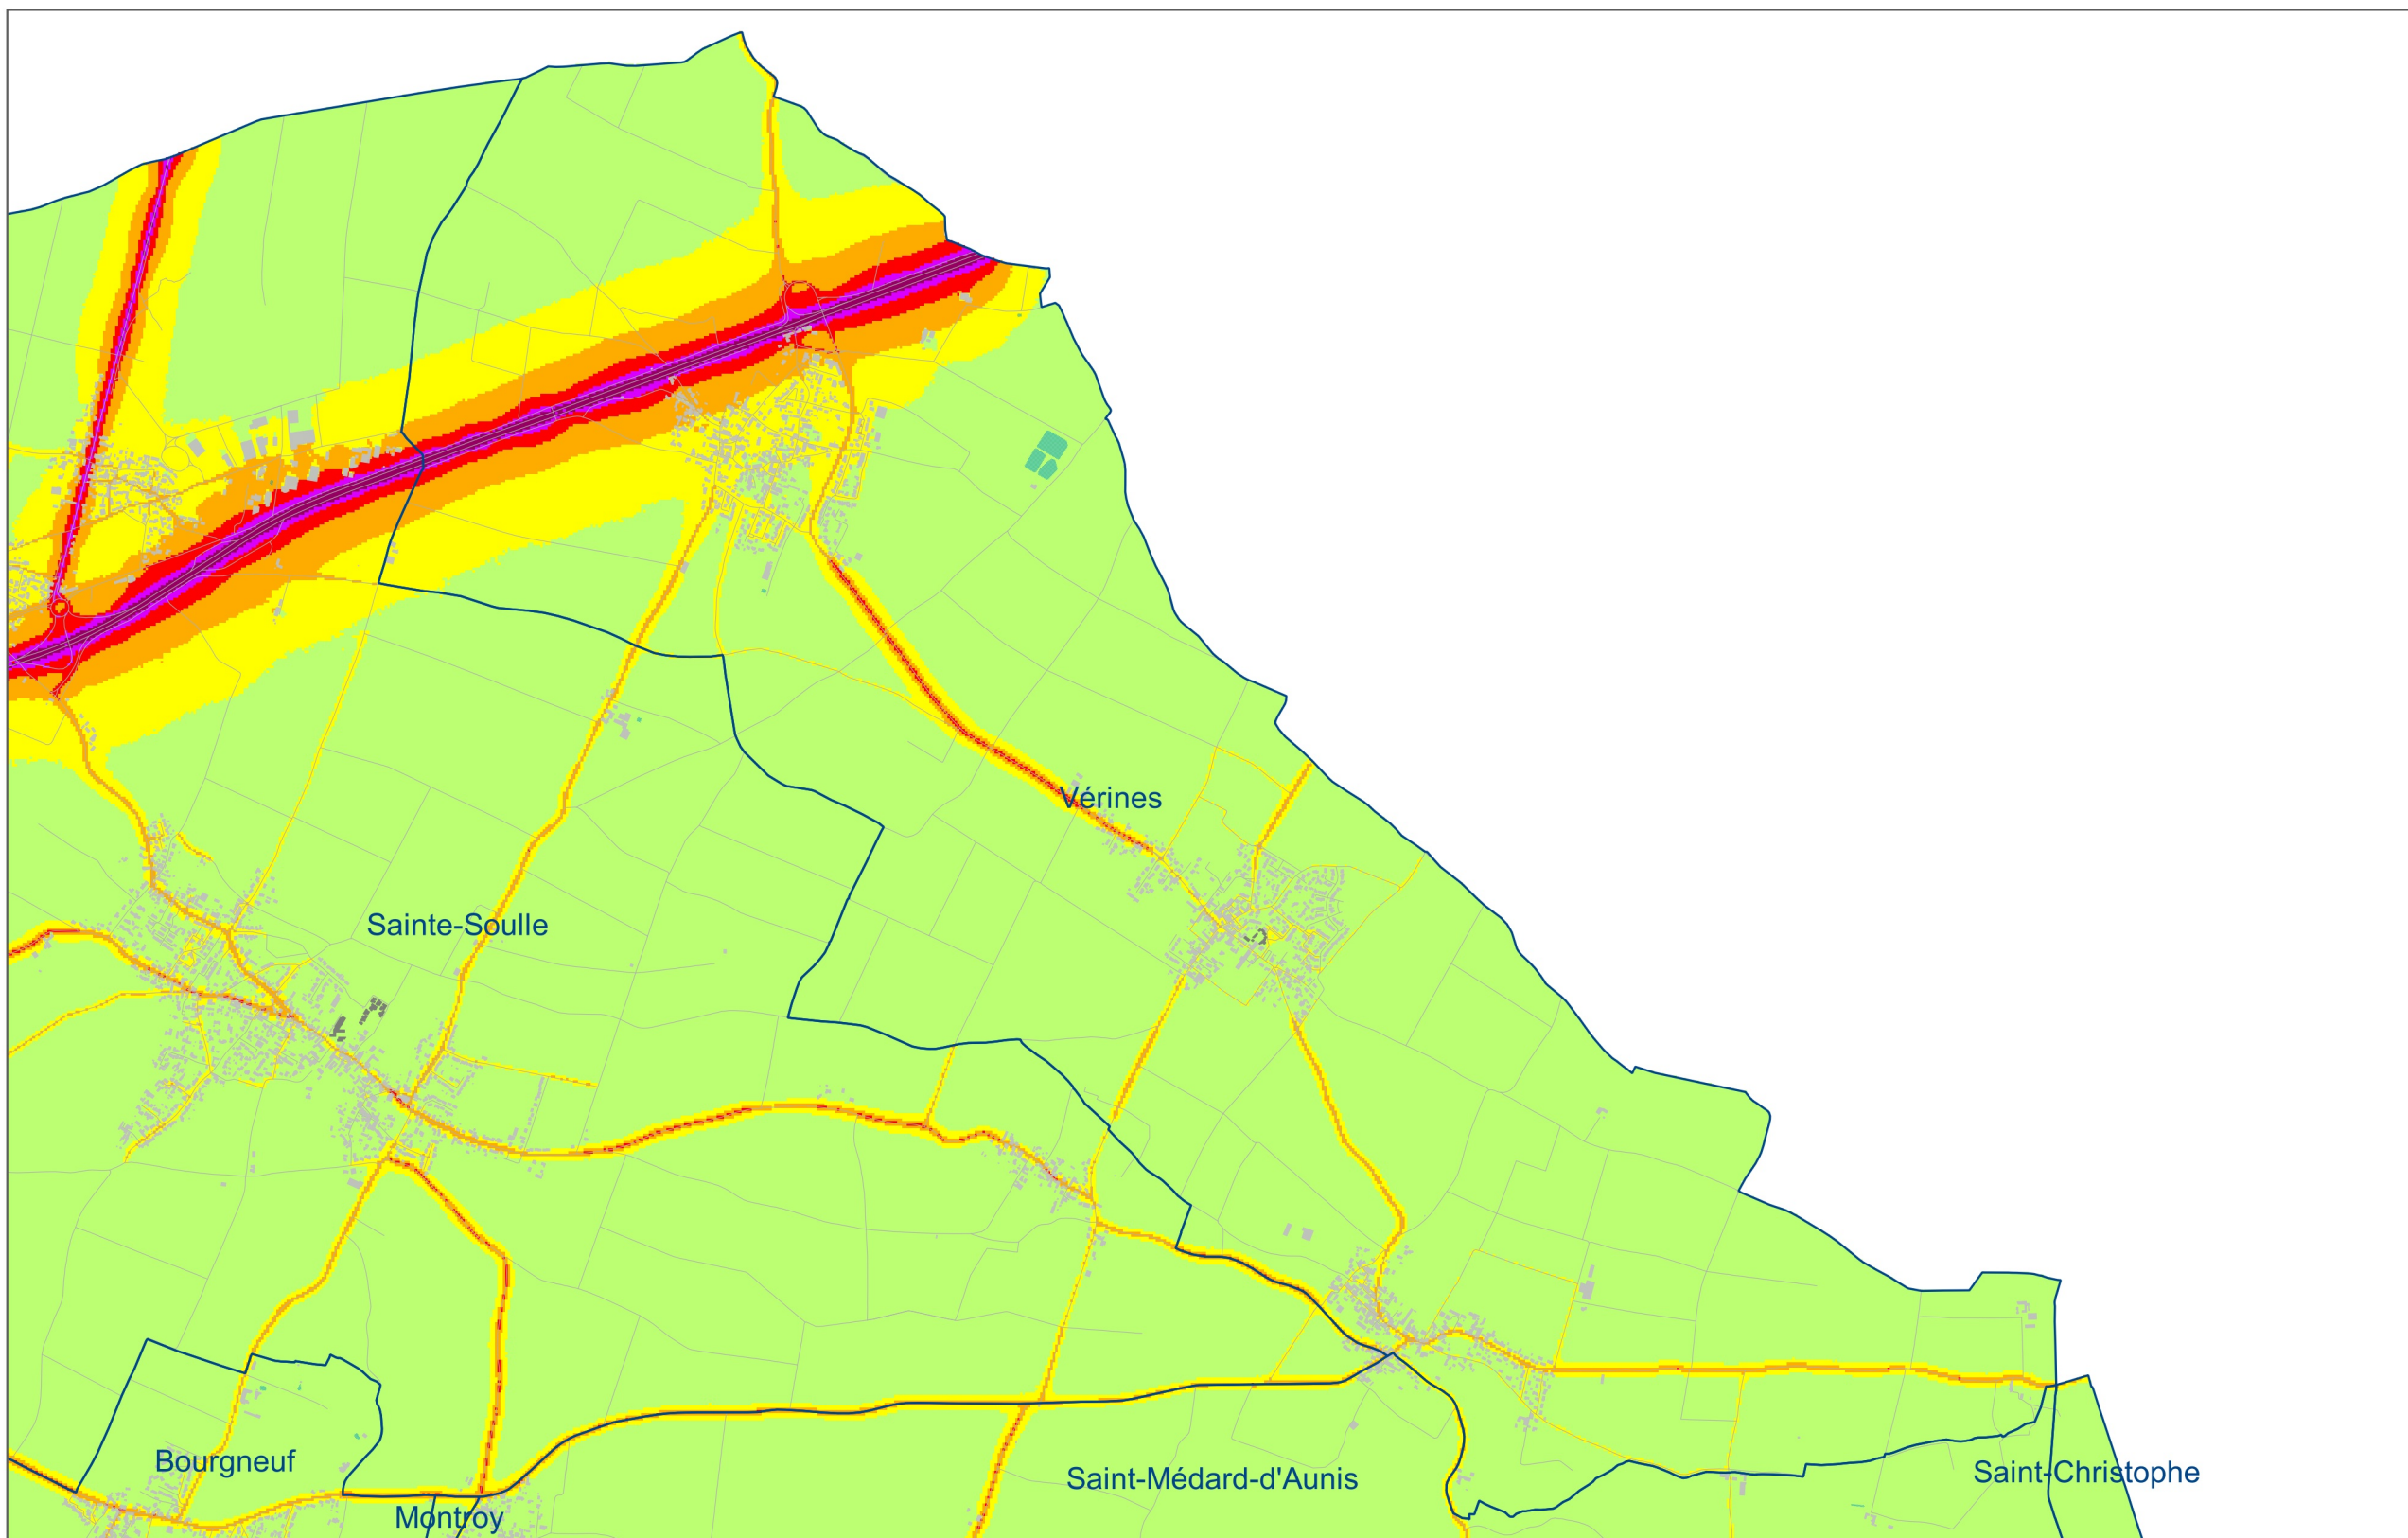 Vérines
Sainte-Soulle
Bourgneuf
Saint-Médard-d'Aunis
Saint-Christophe
Montroy